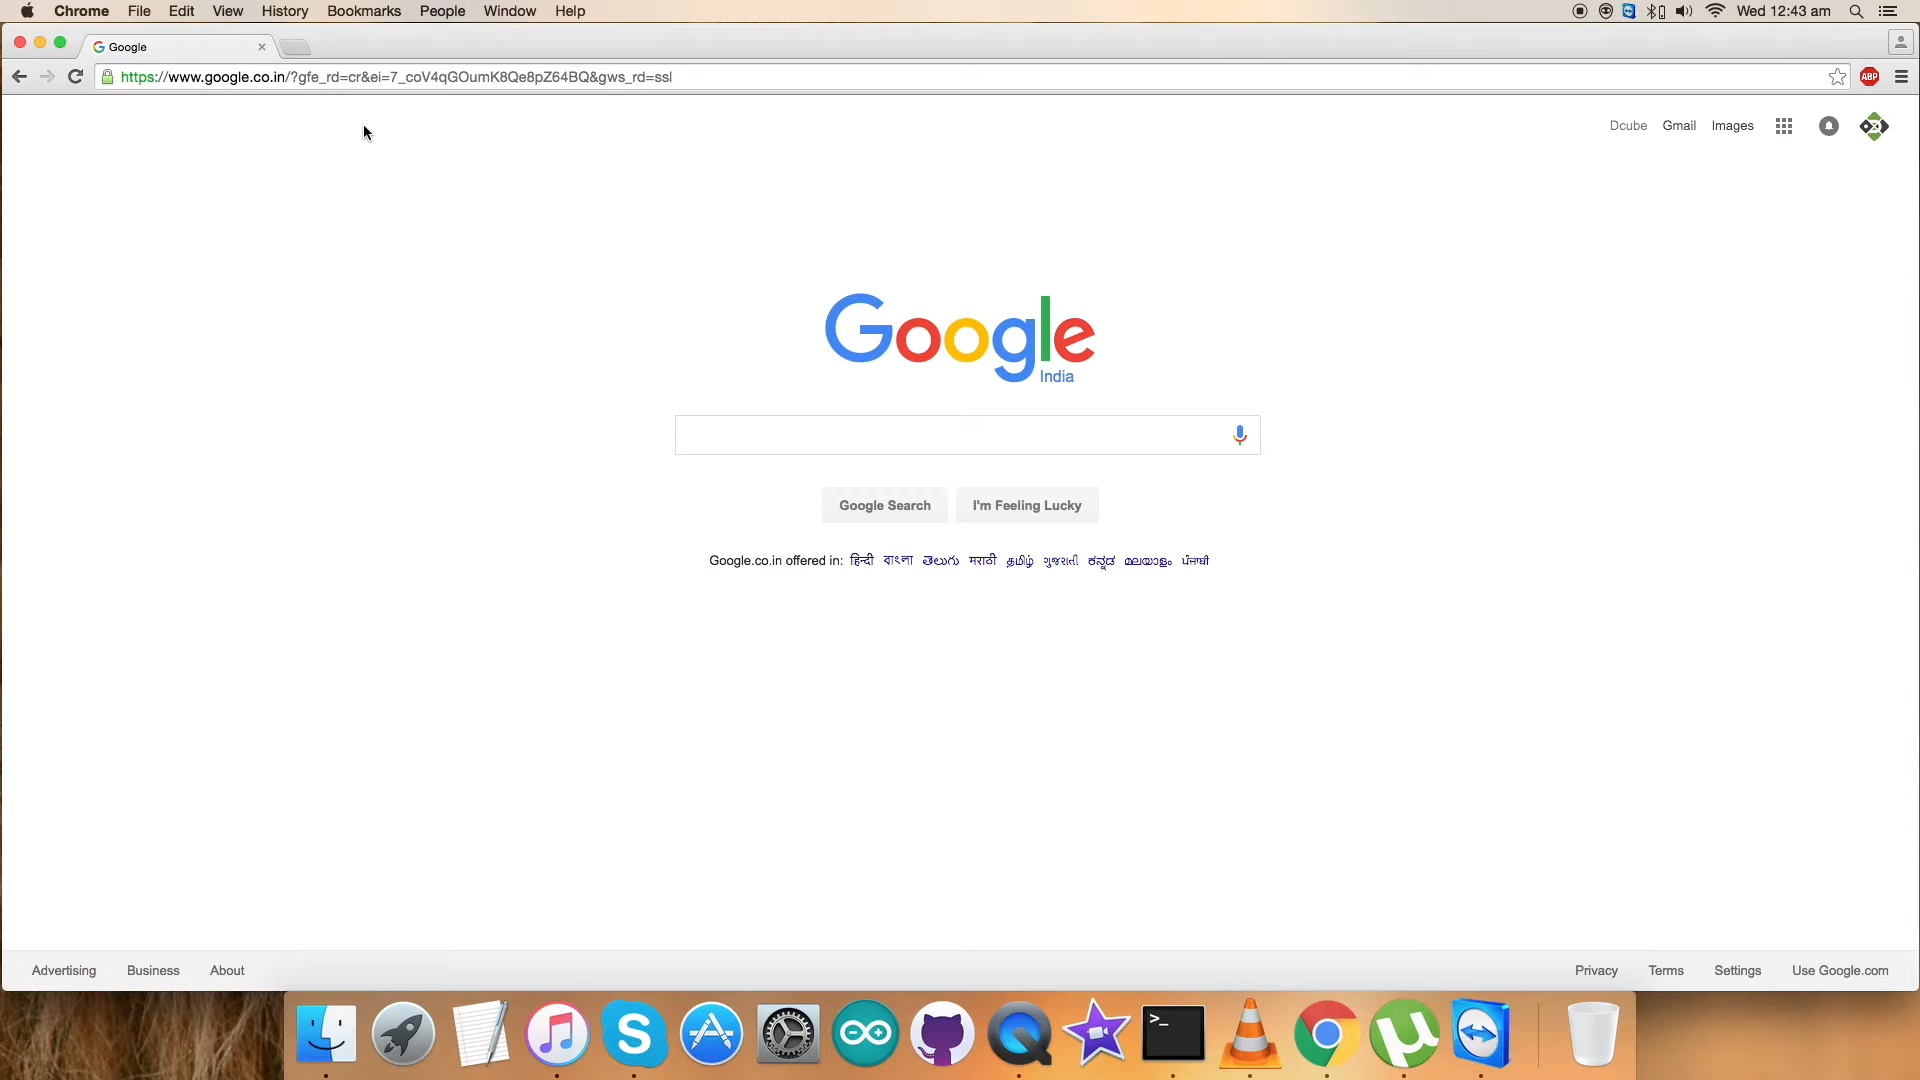 Chrome File Edit View History Bookmarks People Window Help Wed 12:43 am
Google
https://www.google.co.in/?gfe_rd=cr&ei=7_coV4qGOumK8Qe8pZ64BQ&gws_rd=ssl ABP
Dcube Gmail Images
Google
India
Google Search I'm Feeling Lucky
Google.co.in offered in: हिन्दी বাংলা తెలుగు मराठी தமிழ் ગુજરાતી ಕನ್ನಡ മലയാളം ਪੰਜਾਬੀ
Advertising Business About Privacy Terms Settings Use Google.com